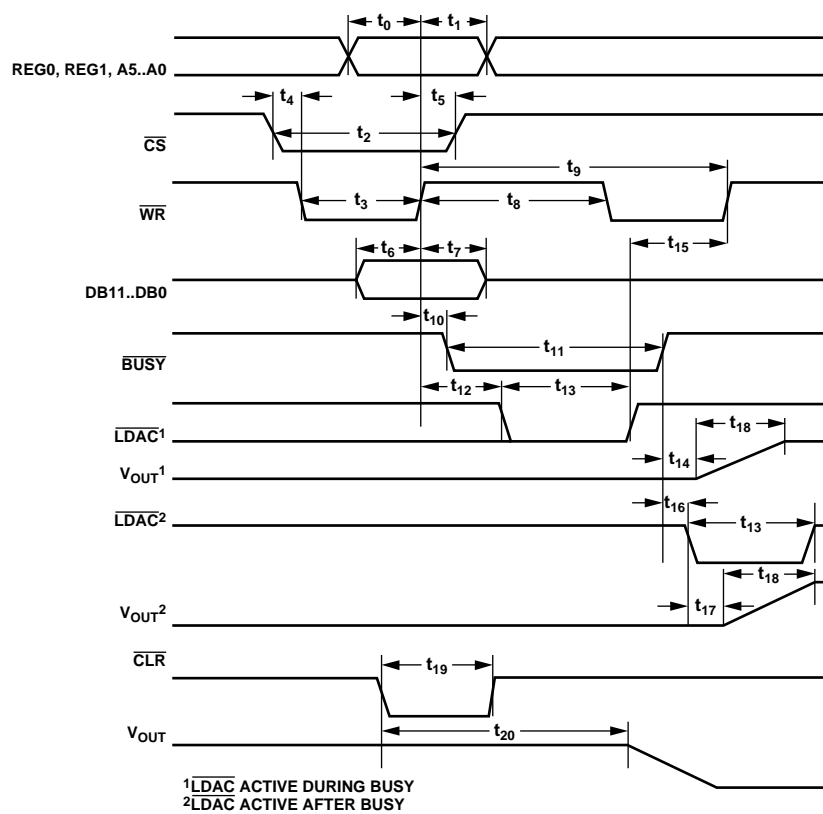 t0 t1
REG0, REG1, A5..A0
t4 t5
t2
CS
t9
t3 t8
WR
t15
t6 t7
DB11..DB0
t10
t11
BUSY
t12 t13
LDAC1
t18
t14
VOUT1
t16
LDAC2
t13
t18
t17
VOUT2
CLR
t19
VOUT
t20
1LDAC ACTIVE DURING BUSY
2LDAC ACTIVE AFTER BUSY